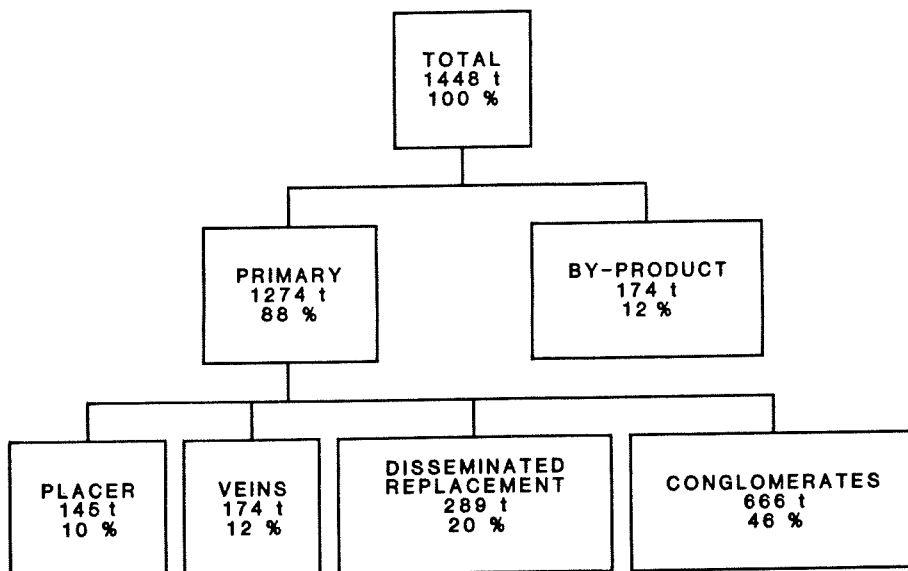 TOTAL
1448 t
100 %
PRIMARY
1274 t
88 %
BY-PRODUCT
174 t
12 %
PLACER
145 t
10 %
VEINS
174 t
12 %
DISSEMINATED
REPLACEMENT
289 t
20 %
CONGLOMERATES
666 t
46 %